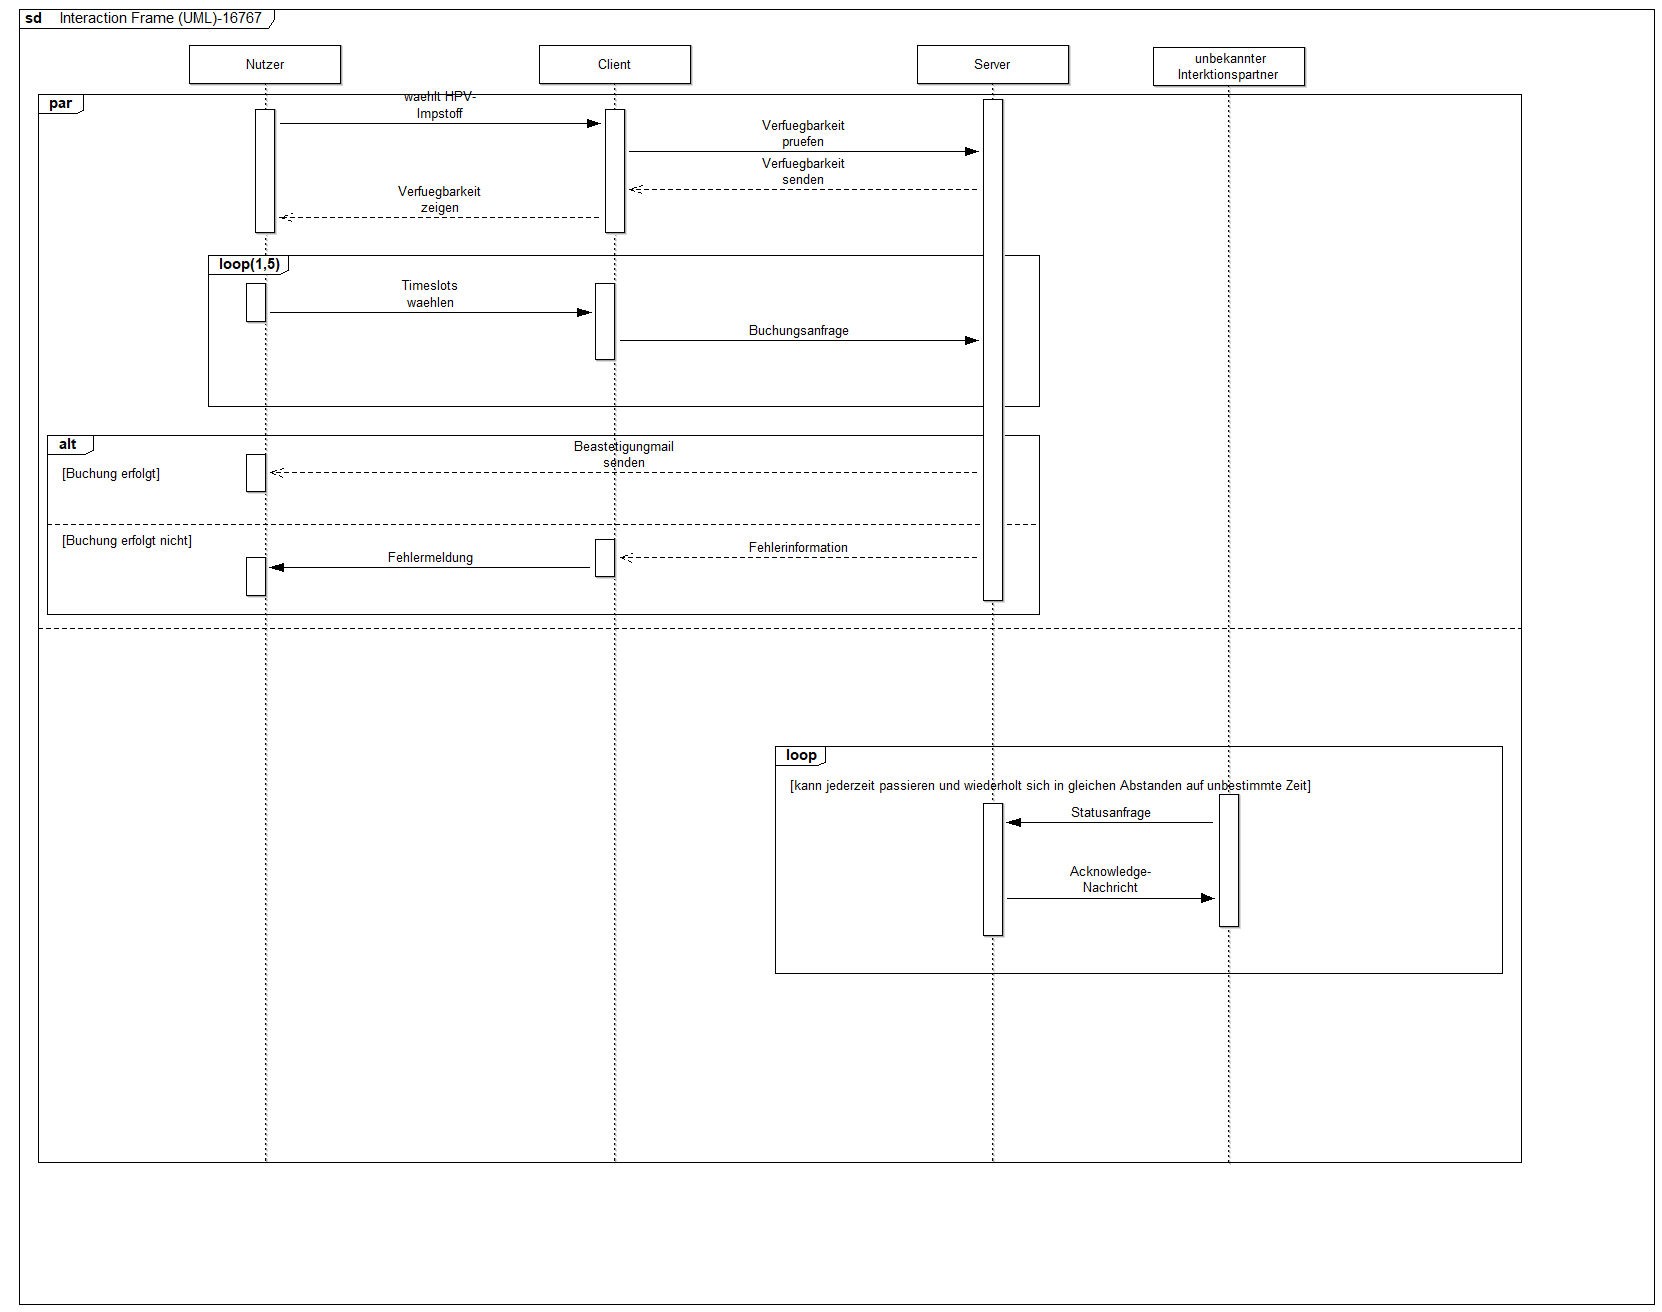 sd Interaction Frame (UML)-16767
Nutzer
Client
Server
unbekannter
Interktionspartner
par
waehlt HPV-
Impstoff
Verfuegbarkeit
pruefen
Verfuegbarkeit
senden
Verfuegbarkeit
zeigen
loop(1,5)
Timeslots
waehlen
Buchungsanfrage
alt
Beastetigungmail
senden
[Buchung erfolgt]
[Buchung erfolgt nicht]
Fehlermeldung
Fehlerinformation
loop
[kann jederzeit passieren und wiederholt sich in gleichen Abstanden auf unbestimmte Zeit]
Statusanfrage
Acknowledge-
Nachricht